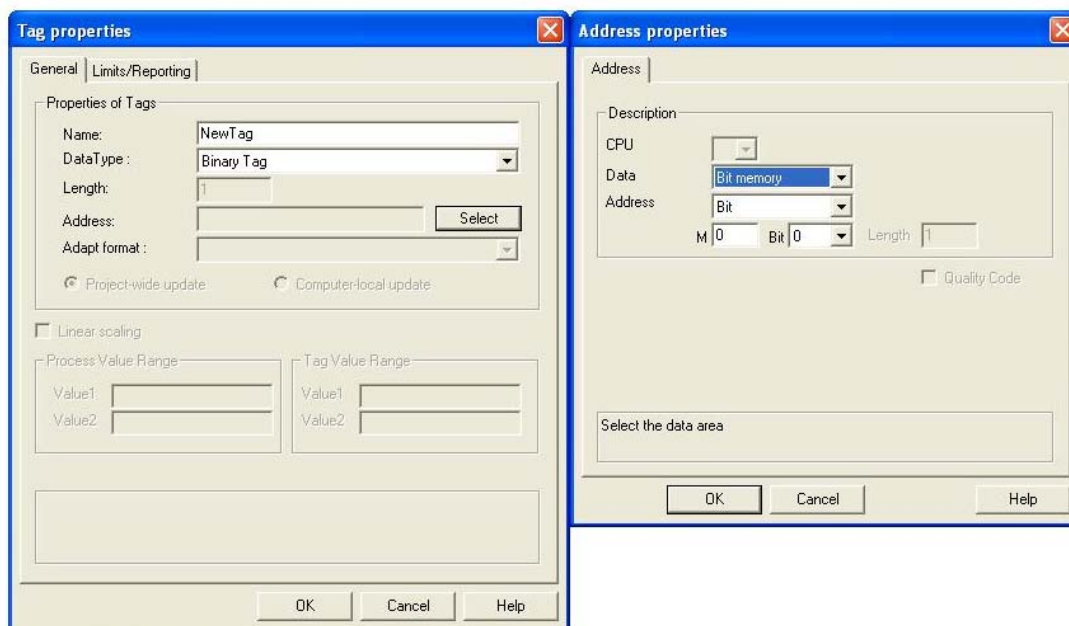 Tag properties
General
Limits/Reporting
Properties of Tags
Name:
NewTag
DataType :
Binary Tag
Length:
1
Address:
Select
Adapt format :
Project-wide update
Computer-local update
Linear scaling
Process Value Range
Value1
Value2
Tag Value Range
Value1
Value2
OK
Cancel
Help
Address properties
Address
Description
CPU
Data
Bit memory
Address
Bit
M
0
Bit
0
Length
1
Quality Code
Select the data area
OK
Cancel
Help